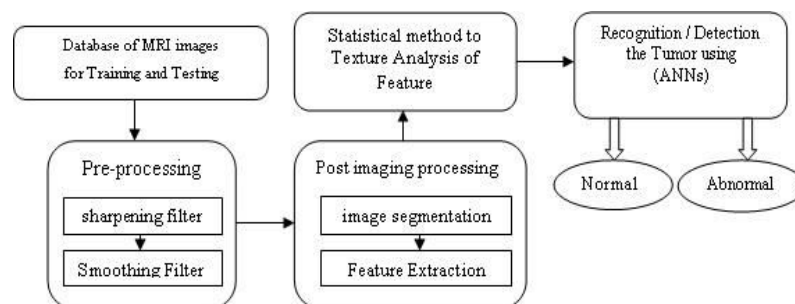 Database of MRI images
for Training and Testing
Pre-processing
sharpening filter
Smoothing Filter
Post imaging processing
image segmentation
Feature Extraction
Statistical method to
Texture Analysis of
Feature
Recognition / Detection
the Tumor using
(ANNs)
Normal
Abnormal